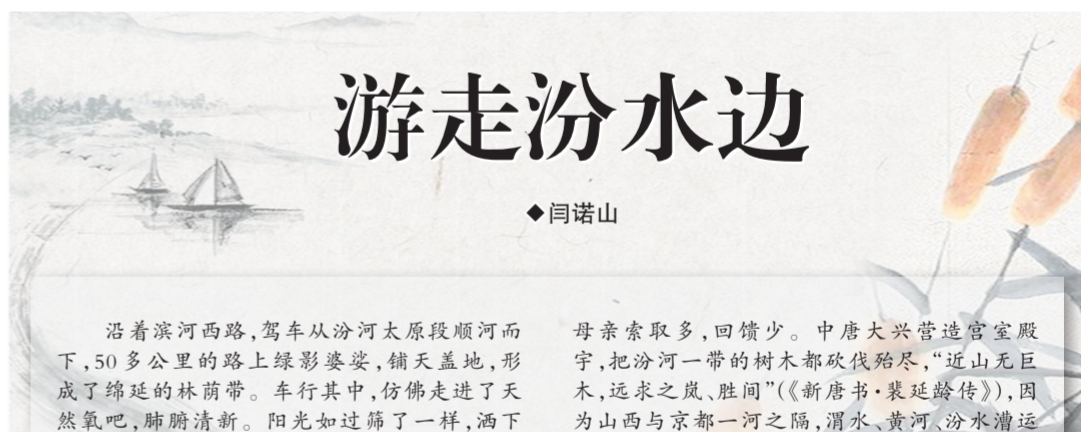 游走汾水边
◆闫诺山
沿着滨河西路,驾车从汾河太原段顺河而
下,50多公里的路上绿影婆娑,铺天盖地,形
成了绵延的林荫带。车行其中,仿佛走进了天
然氧吧,肺腑清新。阳光如过筛了一样,洒下
母亲索取多,回馈少。中唐大兴营造宫室殿
宇,把汾河一带的树木都砍伐殆尽,“近山无巨
木,远求之岚、胜间”(《新唐书·裴延龄传》),因
为山西与京都一河之隔,渭水、黄河、汾水漕运